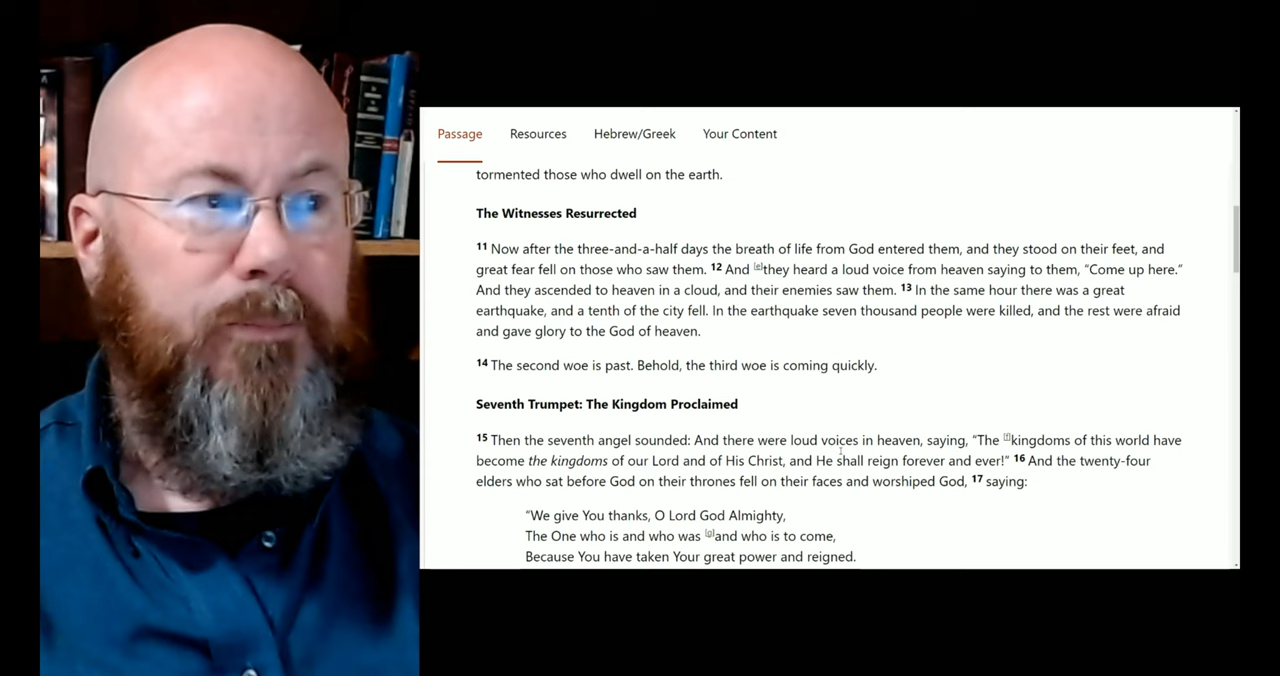 Passage Resources Hebrew/Greek Your Content
tormented those who dwell on the earth.
The Witnesses Resurrected
11 Now after the three-and-a-half days the breath of life from God entered them, and they stood on their feet, and
great fear fell on those who saw them. 12 And [e]they heard a loud voice from heaven saying to them, “Come up here.”
And they ascended to heaven in a cloud, and their enemies saw them. 13 In the same hour there was a great
earthquake, and a tenth of the city fell. In the earthquake seven thousand people were killed, and the rest were afraid
and gave glory to the God of heaven.
14 The second woe is past. Behold, the third woe is coming quickly.
Seventh Trumpet: The Kingdom Proclaimed
15 Then the seventh angel sounded: And there were loud voices in heaven, saying, “The [f]kingdoms of this world have
become the kingdoms of our Lord and of His Christ, and He shall reign forever and ever!” 16 And the twenty-four
elders who sat before God on their thrones fell on their faces and worshiped God, 17 saying:
“We give You thanks, O Lord God Almighty,
The One who is and who was [g]and who is to come,
Because You have taken Your great power and reigned.